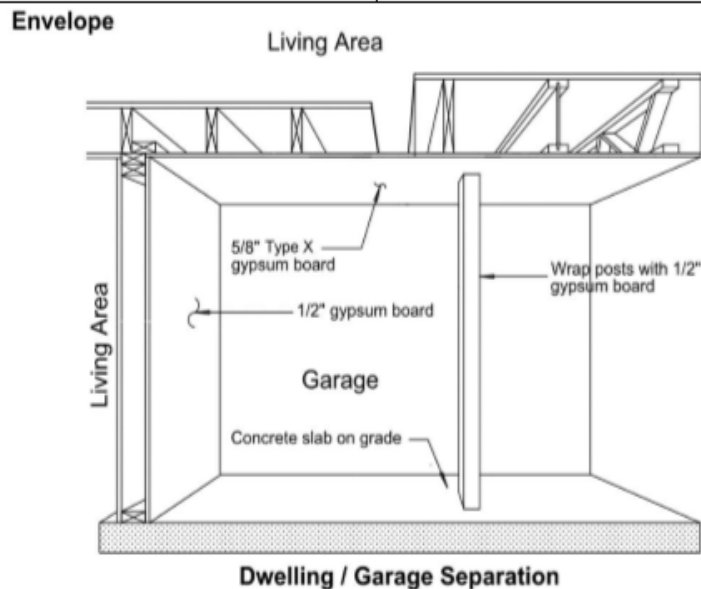 Envelope
Living Area
5/8" Type X
gypsum board
Wrap posts with 1/2"
gypsum board
1/2" gypsum board
Living Area
Garage
Concrete slab on grade
Dwelling / Garage Separation